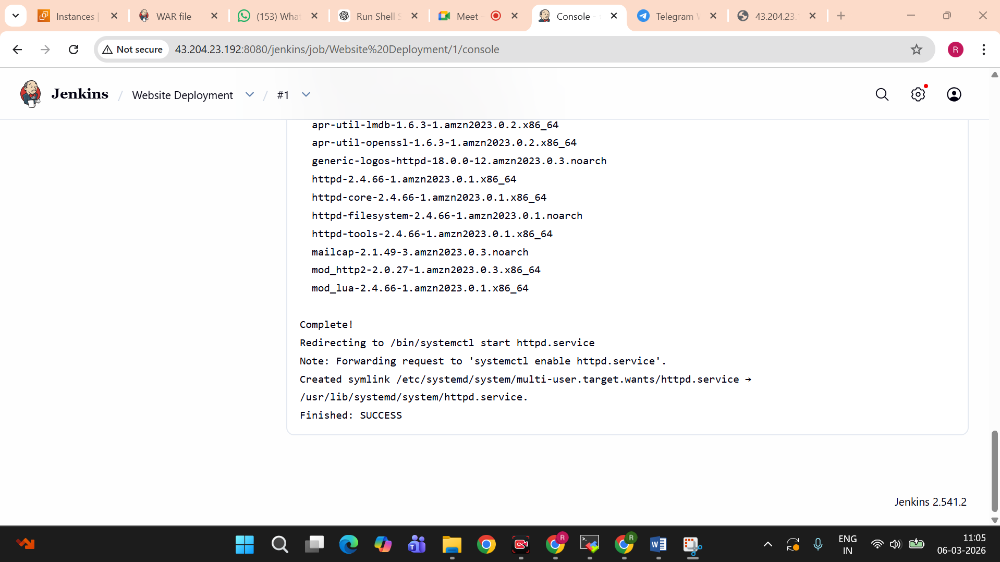 Instances
WAR file
(153) What
Run Shell S
Meet –
Console -
Telegram W
43.204.23.
Not secure
43.204.23.192:8080/jenkins/job/Website%20Deployment/1/console
R
Jenkins / Website Deployment / #1
apr-util-lmdb-1.6.3-1.amzn2023.0.2.x86_64
apr-util-openssl-1.6.3-1.amzn2023.0.2.x86_64
generic-logos-httpd-18.0.0-12.amzn2023.0.3.noarch
httpd-2.4.66-1.amzn2023.0.1.x86_64
httpd-core-2.4.66-1.amzn2023.0.1.x86_64
httpd-filesystem-2.4.66-1.amzn2023.0.1.noarch
httpd-tools-2.4.66-1.amzn2023.0.1.x86_64
mailcap-2.1.49-3.amzn2023.0.3.noarch
mod_http2-2.0.27-1.amzn2023.0.3.x86_64
mod_lua-2.4.66-1.amzn2023.0.1.x86_64
Complete!
Redirecting to /bin/systemctl start httpd.service
Note: Forwarding request to 'systemctl enable httpd.service'.
Created symlink /etc/systemd/system/multi-user.target.wants/httpd.service →
/usr/lib/systemd/system/httpd.service.
Finished: SUCCESS
Jenkins 2.541.2
ENG
IN
11:05
06-03-2026